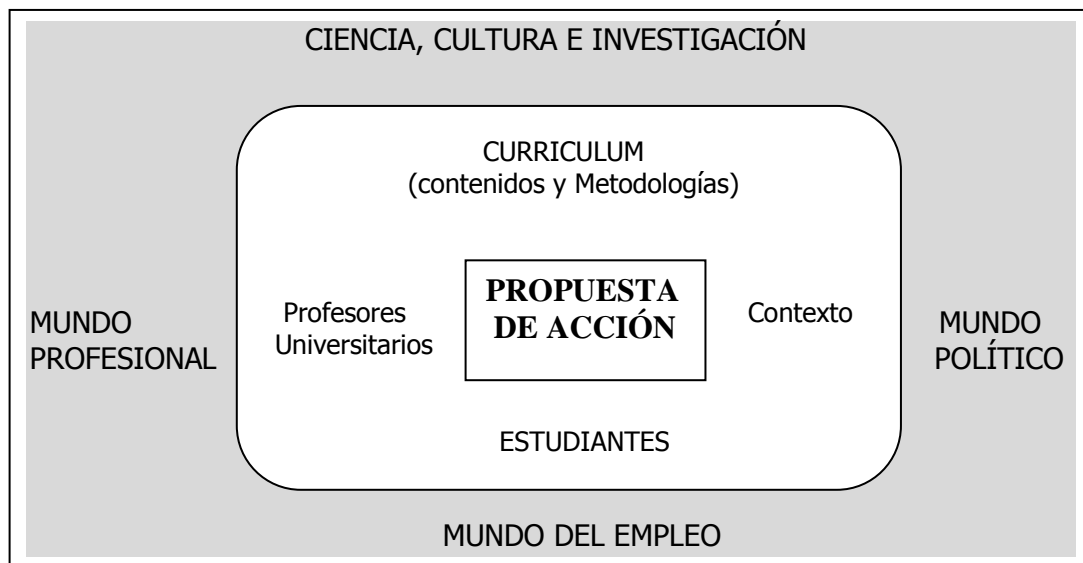 CIENCIA, CULTURA E INVESTIGACIÓN
CURRICULUM
(contenidos y Metodologías)
MUNDO
PROFESIONAL
Profesores
Universitarios
PROPUESTA
DE ACCIÓN
Contexto
MUNDO
POLÍTICO
ESTUDIANTES
MUNDO DEL EMPLEO